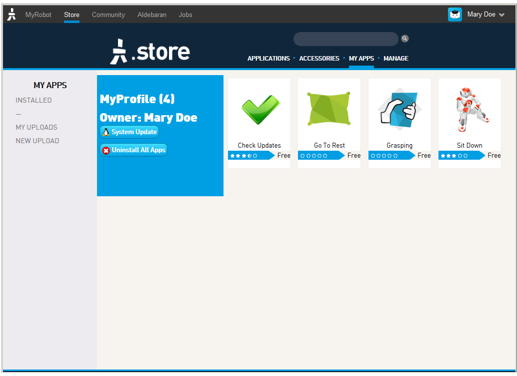 MyRobot Store Community Aldebaran Jobs Mary Doe
.store
APPLICATIONS • ACCESSORIES • MY APPS • MANAGE
MY APPS
INSTALLED
—
MY UPLOADS
NEW UPLOAD
MyProfile (4)
Owner: Mary Doe
System Update
Uninstall All Apps
Check Updates
Free
Go To Rest
Free
Grasping
Free
Sit Down
Free